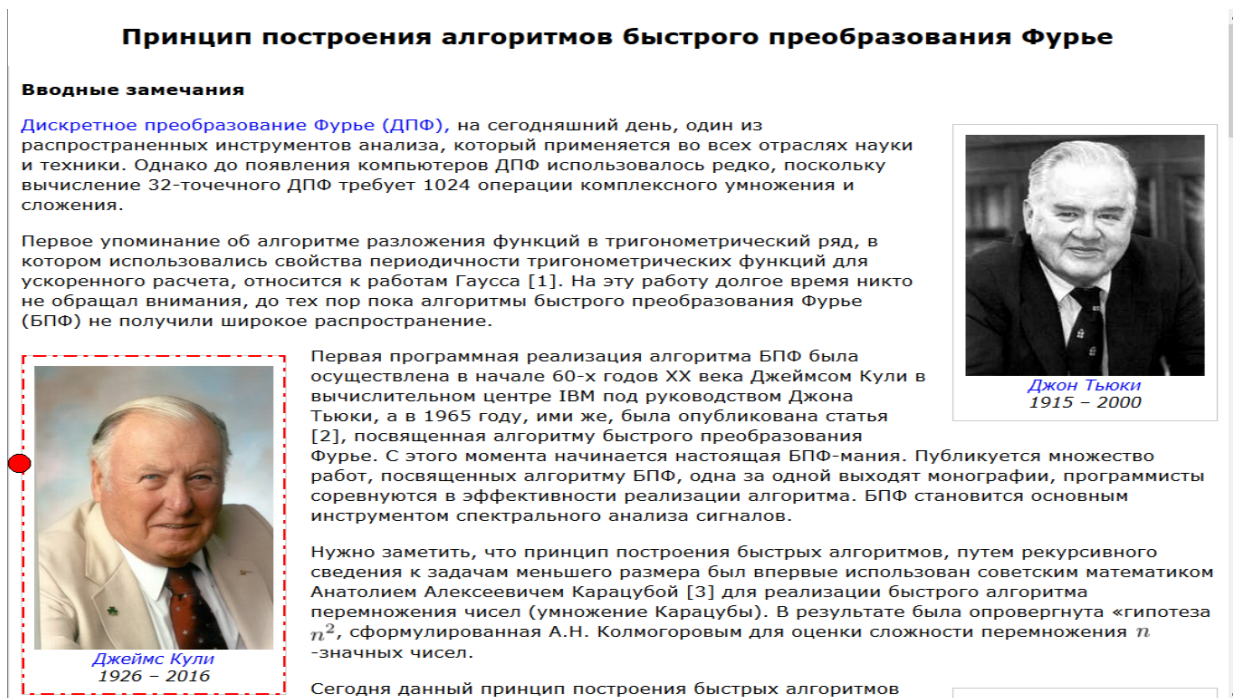 Принцип построения алгоритмов быстрого преобразования Фурье
Вводные замечания
Дискретное преобразование Фурье (ДПФ), на сегодняшний день, один из
распространенных инструментов анализа, который применяется во всех отраслях науки
и техники. Однако до появления компьютеров ДПФ использовалось редко, поскольку
вычисление 32-точечного ДПФ требует 1024 операции комплексного умножения и
сложения.
Первое упоминание об алгоритме разложения функций в тригонометрический ряд, в
котором использовались свойства периодичности тригонометрических функций для
ускоренного расчета, относится к работам Гаусса [1]. На эту работу долгое время никто
не обращал внимания, до тех пор пока алгоритмы быстрого преобразования Фурье
(БПФ) не получили широкое распространение.
Джон Тьюки
1915 – 2000
Первая программная реализация алгоритма БПФ была
осуществлена в начале 60-х годов XX века Джеймсом Кули в
вычислительном центре IBM под руководством Джона
Тьюки, а в 1965 году, ими же, была опубликована статья
[2], посвященная алгоритму быстрого преобразования
Фурье. С этого момента начинается настоящая БПФ-мания. Публикуется множество
работ, посвященных алгоритму БПФ, одна за одной выходят монографии, программисты
соревнуются в эффективности реализации алгоритма. БПФ становится основным
инструментом спектрального анализа сигналов.
Нужно заметить, что принцип построения быстрых алгоритмов, путем рекурсивного
сведения к задачам меньшего размера был впервые использован советским математиком
Анатолием Алексеевичем Карацубой [3] для реализации быстрого алгоритма
перемножения чисел (умножение Карацубы). В результате была опровергнута «гипотеза
n², сформулированная А.Н. Колмогоровым для оценки сложности перемножения n
-значных чисел.
Джеймс Кули
1926 – 2016
Сегодня данный принцип построения быстрых алгоритмов